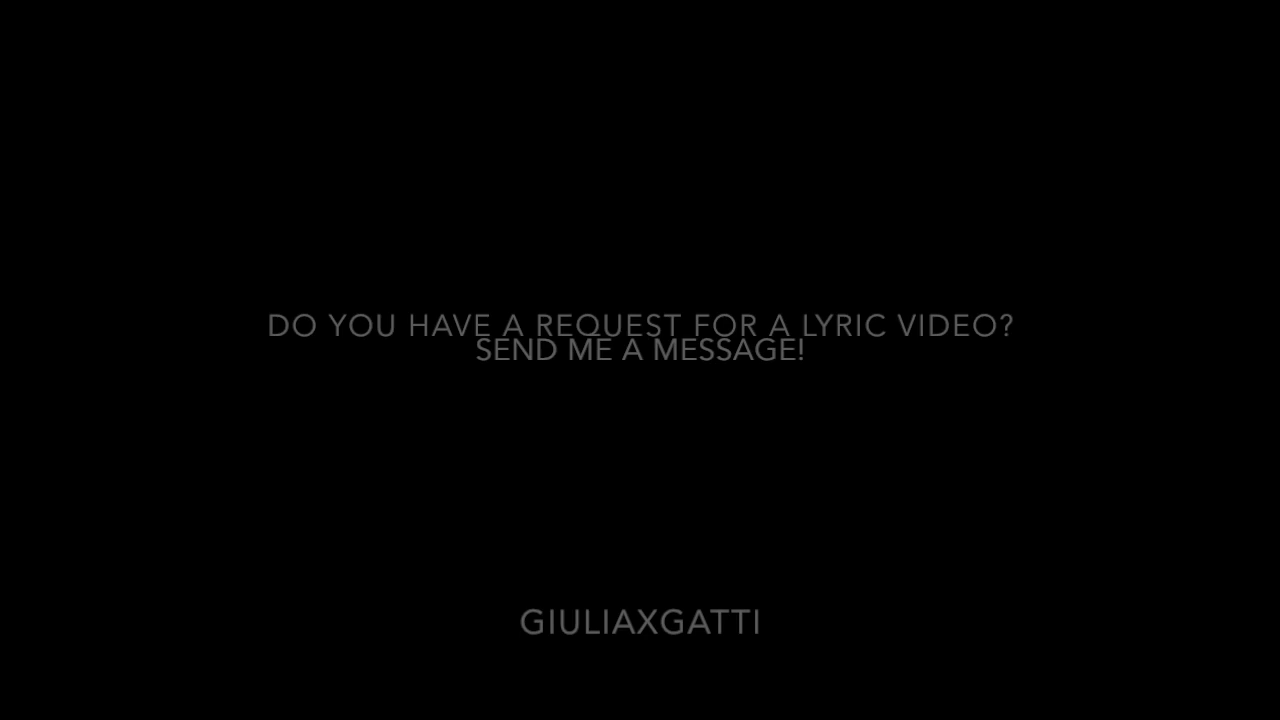 DO YOU HAVE A REQUEST FOR A LYRIC VIDEO?
SEND ME A MESSAGE!
GIULIAXGATTI